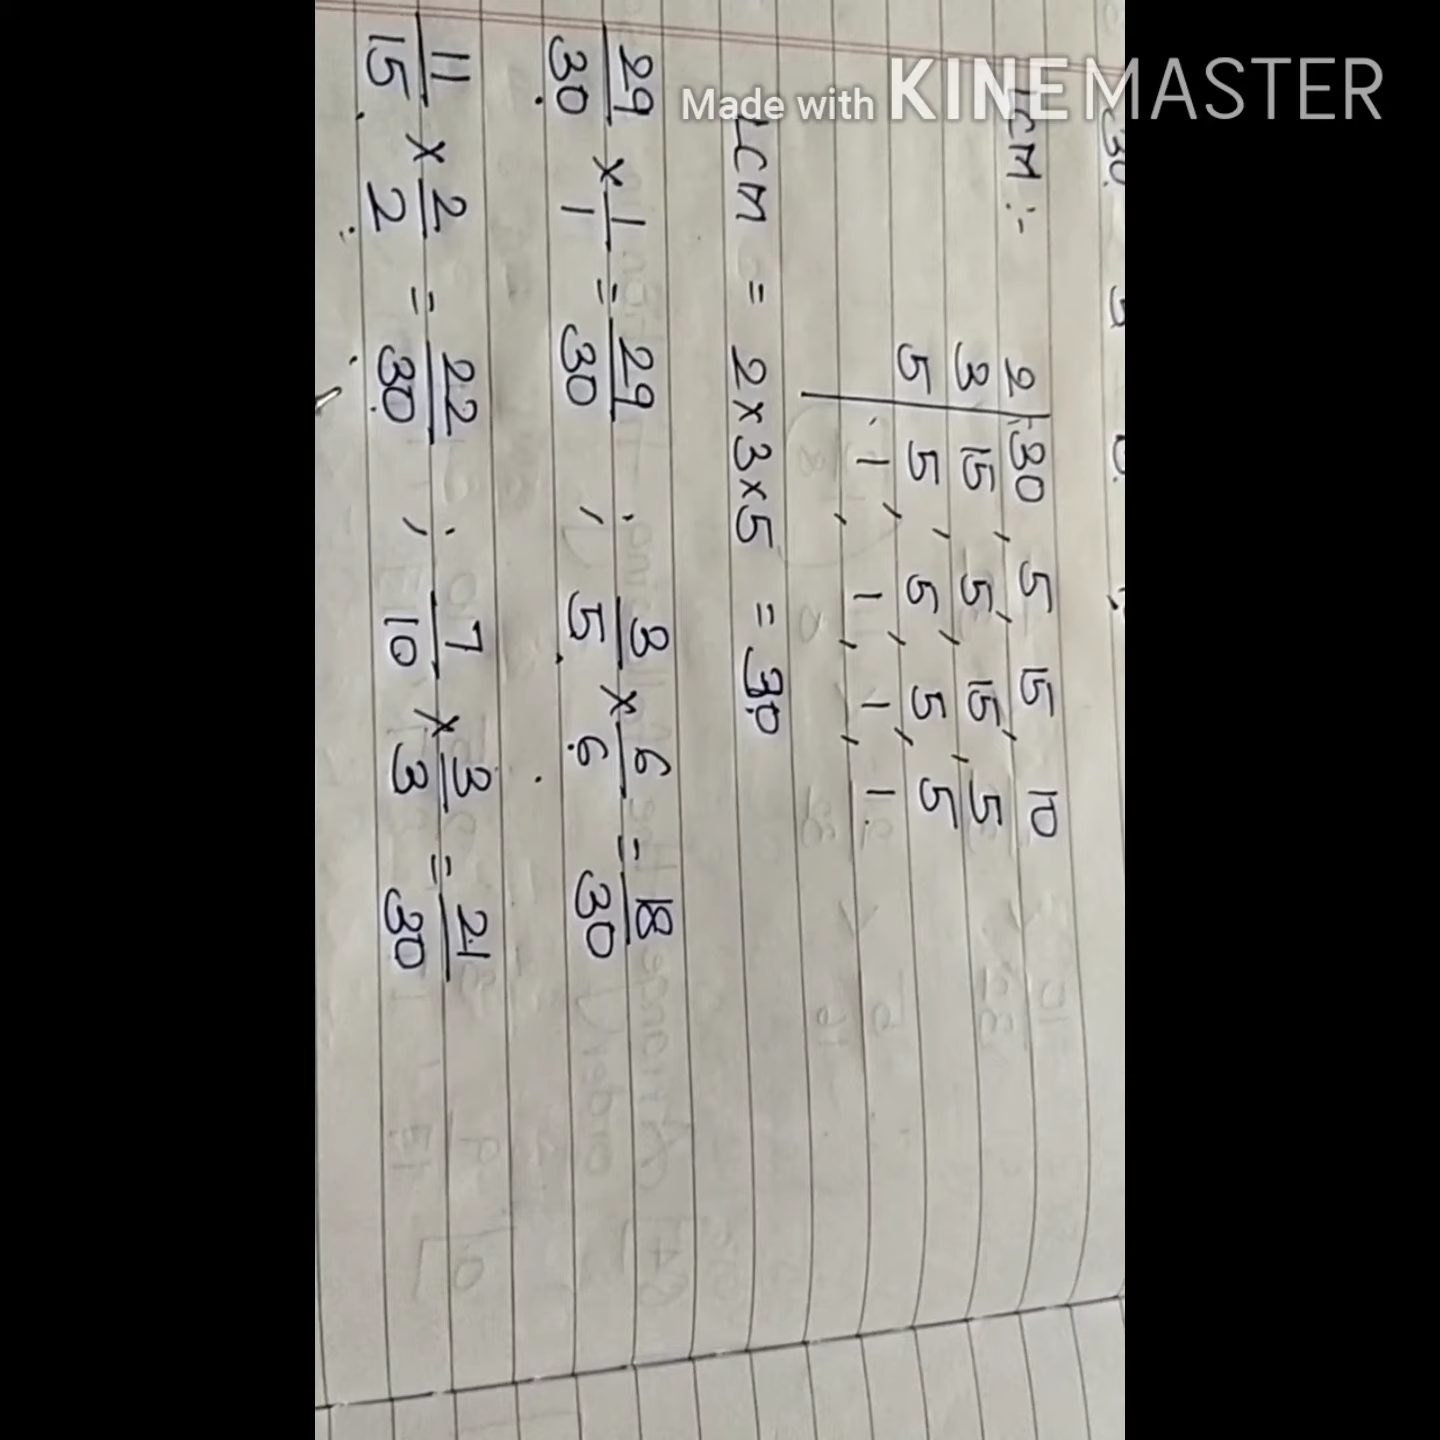 Made with KINEMASTER
30. 5
LCM :-
2 | 30, 5, 15, 10
3 | 15, 5, 15, 5
5 | 5, 5, 5, 5
1, 1, 1, 1
LCM = 2 × 3 × 5 = 30
29/30 × 1/1 = 29/30 , 3/5 × 6/6 = 18/30
11/15 × 2/2 = 22/30 , 7/10 × 3/3 = 21/30